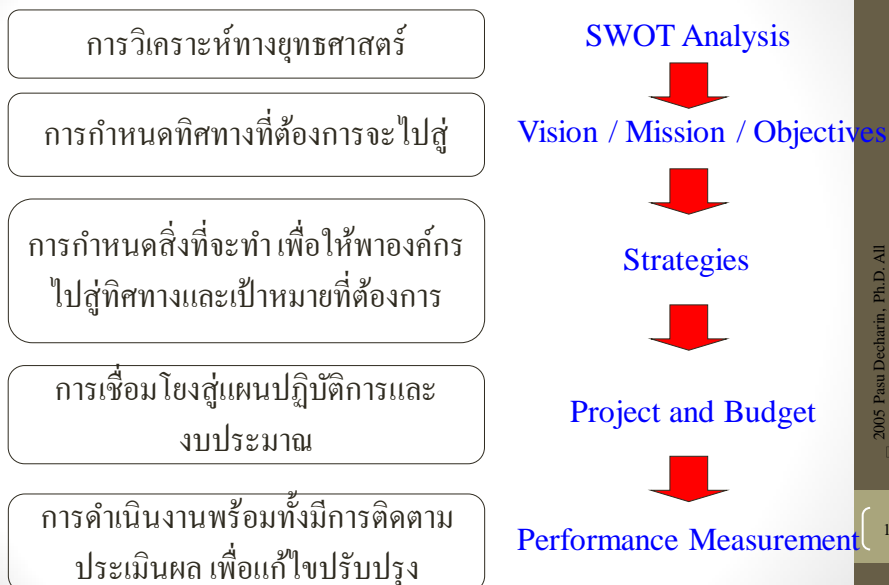 การวิเคราะห์ทางยุทธศาสตร์
SWOT Analysis
การกำหนดทิศทางที่ต้องการจะไปสู่
Vision / Mission / Objectives
การกำหนดสิ่งที่จะทำ เพื่อให้พาองค์กร
ไปสู่ทิศทางและเป้าหมายที่ต้องการ
Strategies
การเชื่อมโยงสู่แผนปฏิบัติการและ
งบประมาณ
Project and Budget
การดำเนินงานพร้อมทั้งมีการติดตาม
ประเมินผล เพื่อแก้ไขปรับปรุง
Performance Measurement
2005 Pasu Decharin, Ph.D. All
1